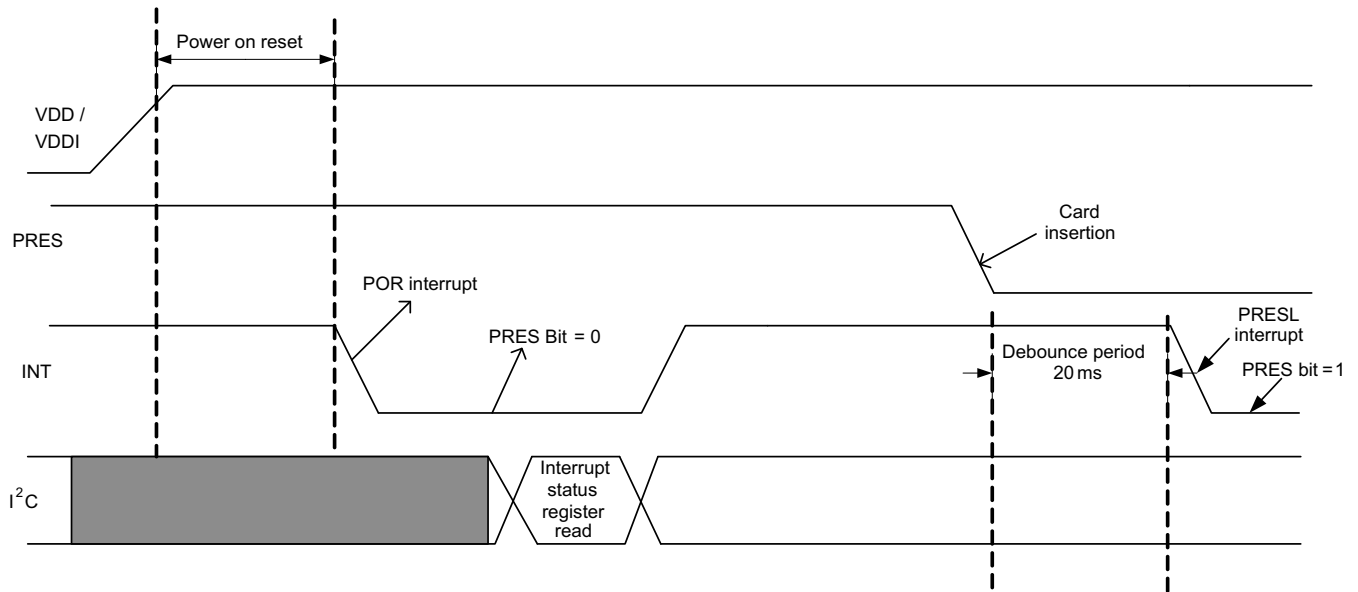 Power on reset
VDD /
VDDI
PRES
Card
insertion
POR interrupt
PRES Bit = 0
PRESL
interrupt
INT
Debounce period
20 ms
PRES bit = 1
I²C
Interrupt
status
register
read